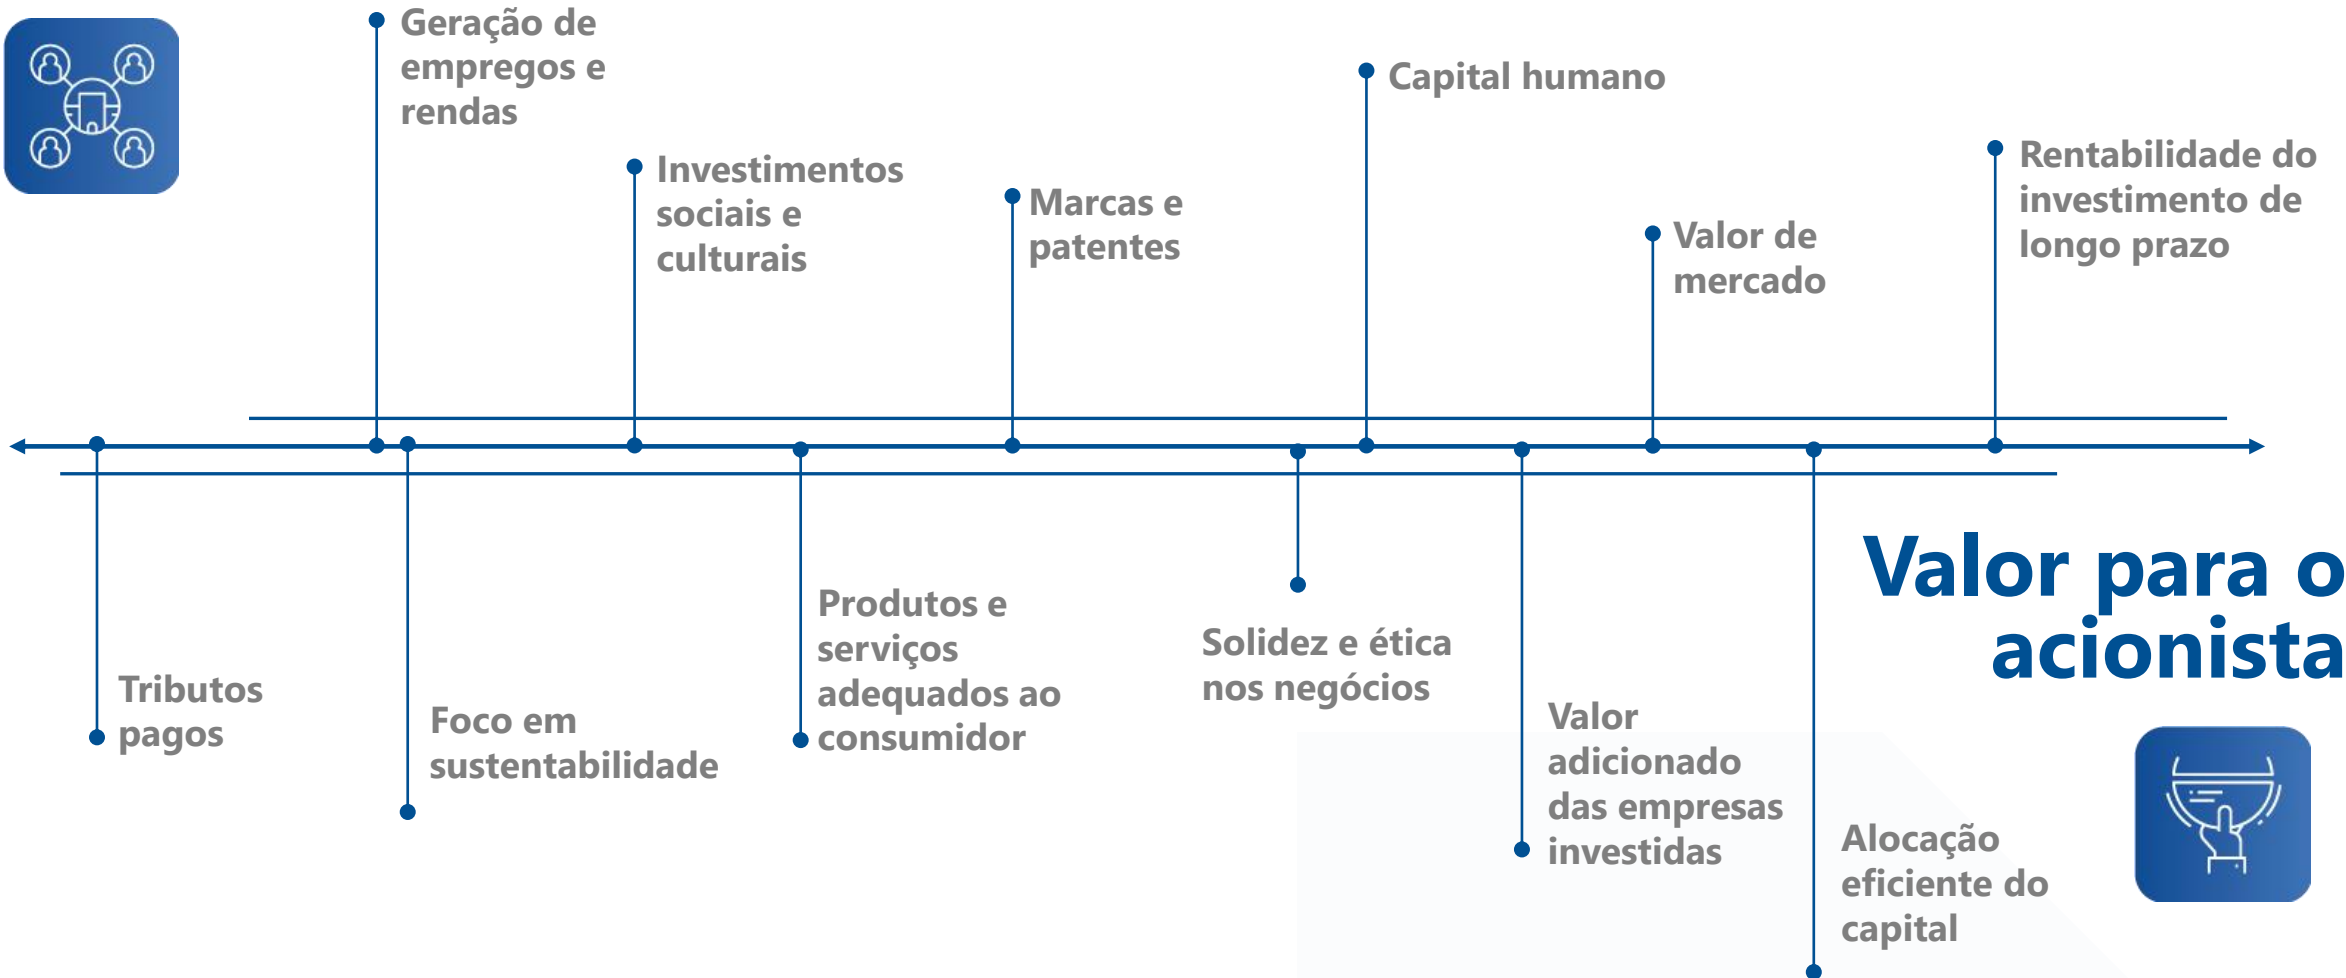 Geração de
empregos e
rendas
Investimentos
sociais e
culturais
Marcas e
patentes
Capital humano
Valor de
mercado
Rentabilidade do
investimento de
longo prazo
Tributos
pagos
Foco em
sustentabilidade
Produtos e
serviços
adequados ao
consumidor
Solidez e ética
nos negócios
Valor
adicionado
das empresas
investidas
Alocação
eficiente do
capital
Valor para o
acionista